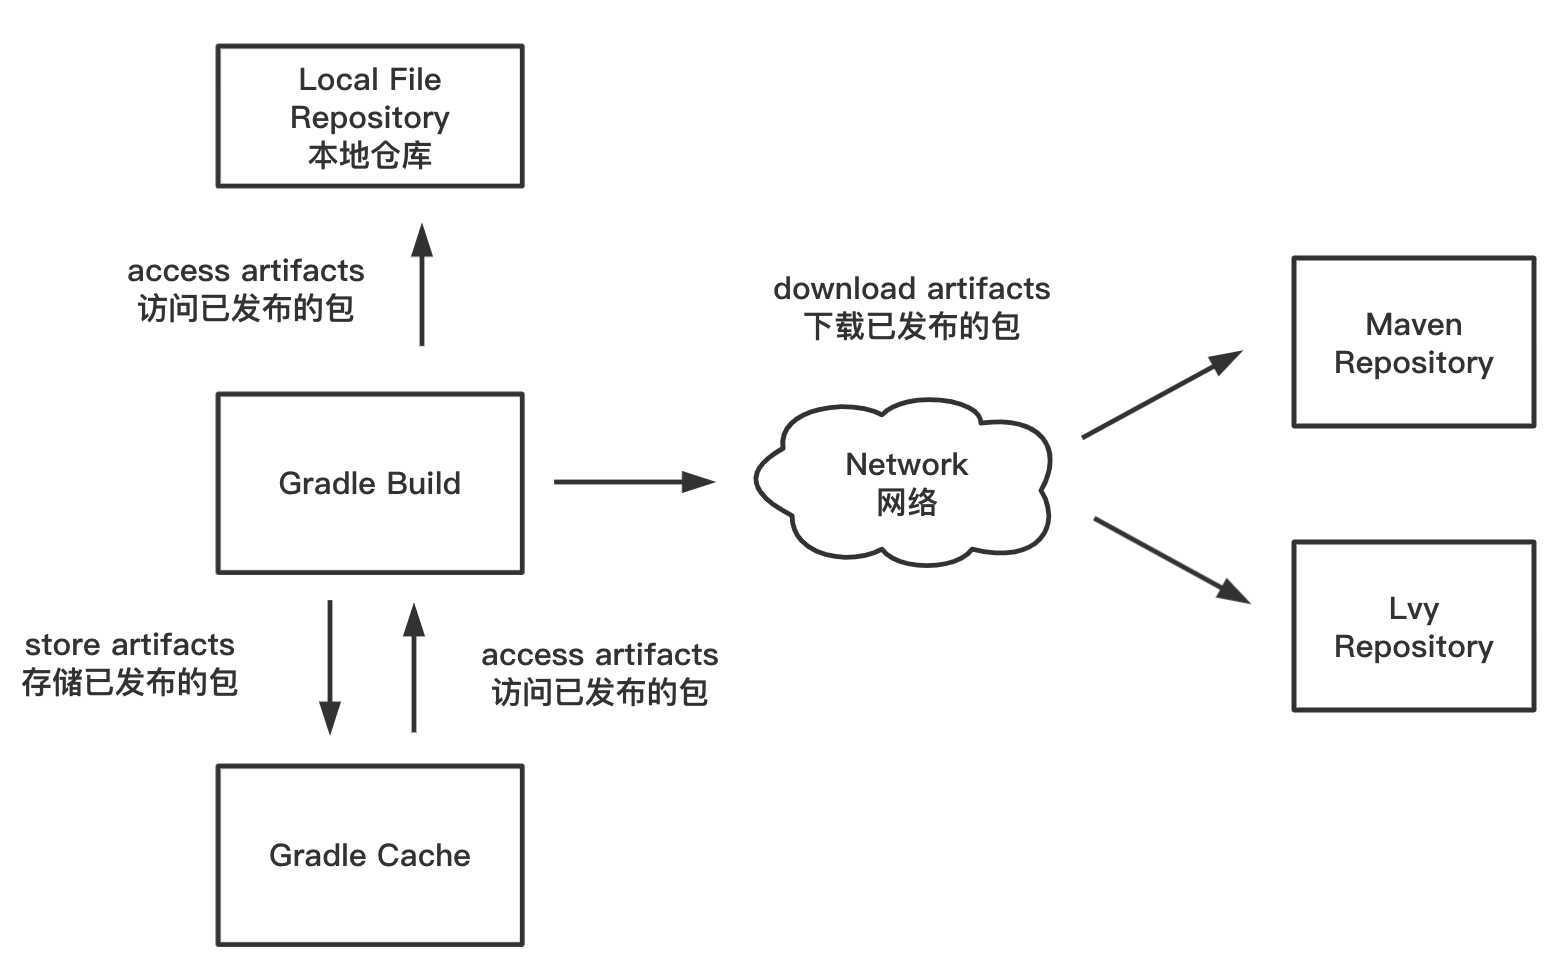 Local File
Repository
本地仓库
access artifacts
访问已发布的包
download artifacts
下载已发布的包
Maven
Repository
Gradle Build
Network
网络
Lvy
Repository
store artifacts
存储已发布的包
access artifacts
访问已发布的包
Gradle Cache